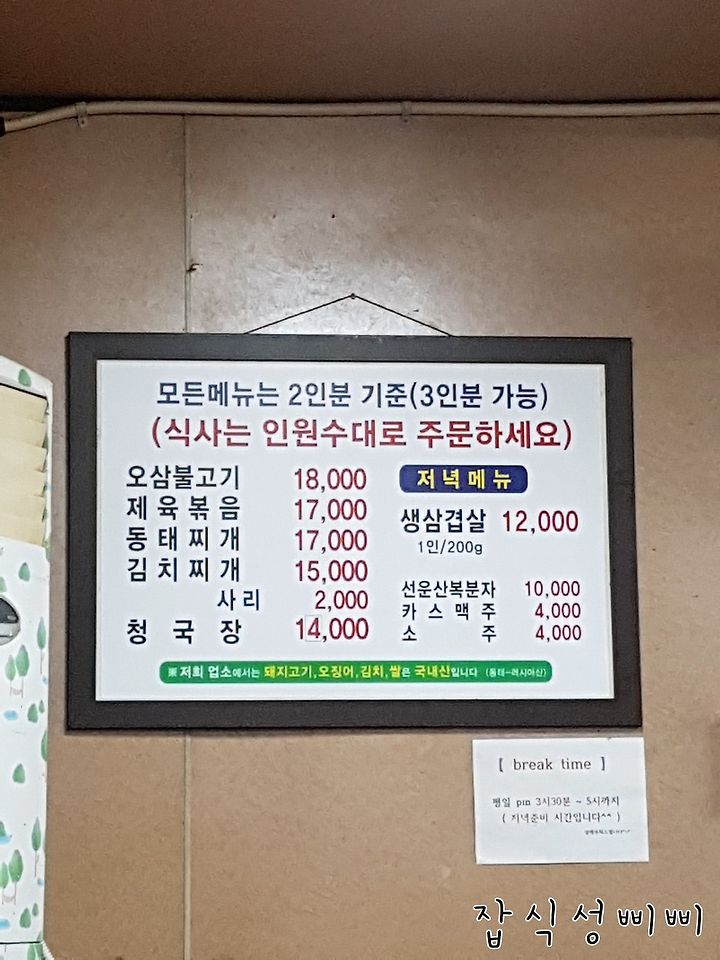 모든메뉴는 2인분 기준(3인분 가능)
(식사는 인원수대로 주문하세요)
오삼불고기 18,000
제육볶음 17,000
동태찌개 17,000
김치찌개 15,000
사리 2,000
청국장 14,000
저녁메뉴
생삼겹살 12,000
1인/200g
선운산복분자 10,000
카스맥주 4,000
소주 4,000
※ 저희 업소에서는 돼지고기,오징어,김치,쌀은 국내산입니다 (동태-러시아산)
[ break time ]
평일 pm 3시30분 ~ 5시까지
( 저녁준비 시간입니다^^ )
잡식성삐삐